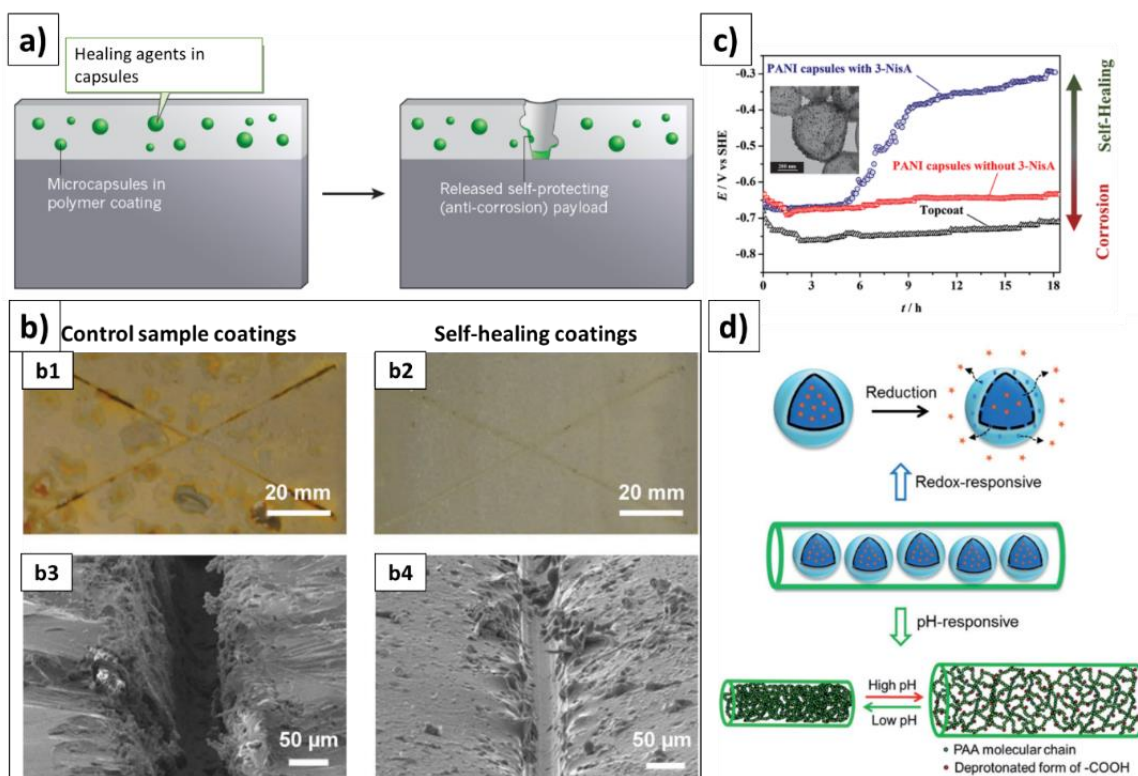 a)
Healing agents in
capsules
Microcapsules in
polymer coating
Released self-protecting
(anti-corrosion) payload
b)
Control sample coatings
Self-healing coatings
b1
20 mm
b2
20 mm
b3
50 µm
b4
50 µm
c)
PANI capsules with 3-NisA
PANI capsules without 3-NisA
Topcoat
200 nm
E / V vs SHE
-0.3
-0.4
-0.5
-0.6
-0.7
-0.8
0
3
6
9
12
15
18
t / h
Self-Healing
Corrosion
d)
Reduction
Redox-responsive
pH-responsive
High pH
Low pH
PAA molecular chain
Deprotonated form of -COOH